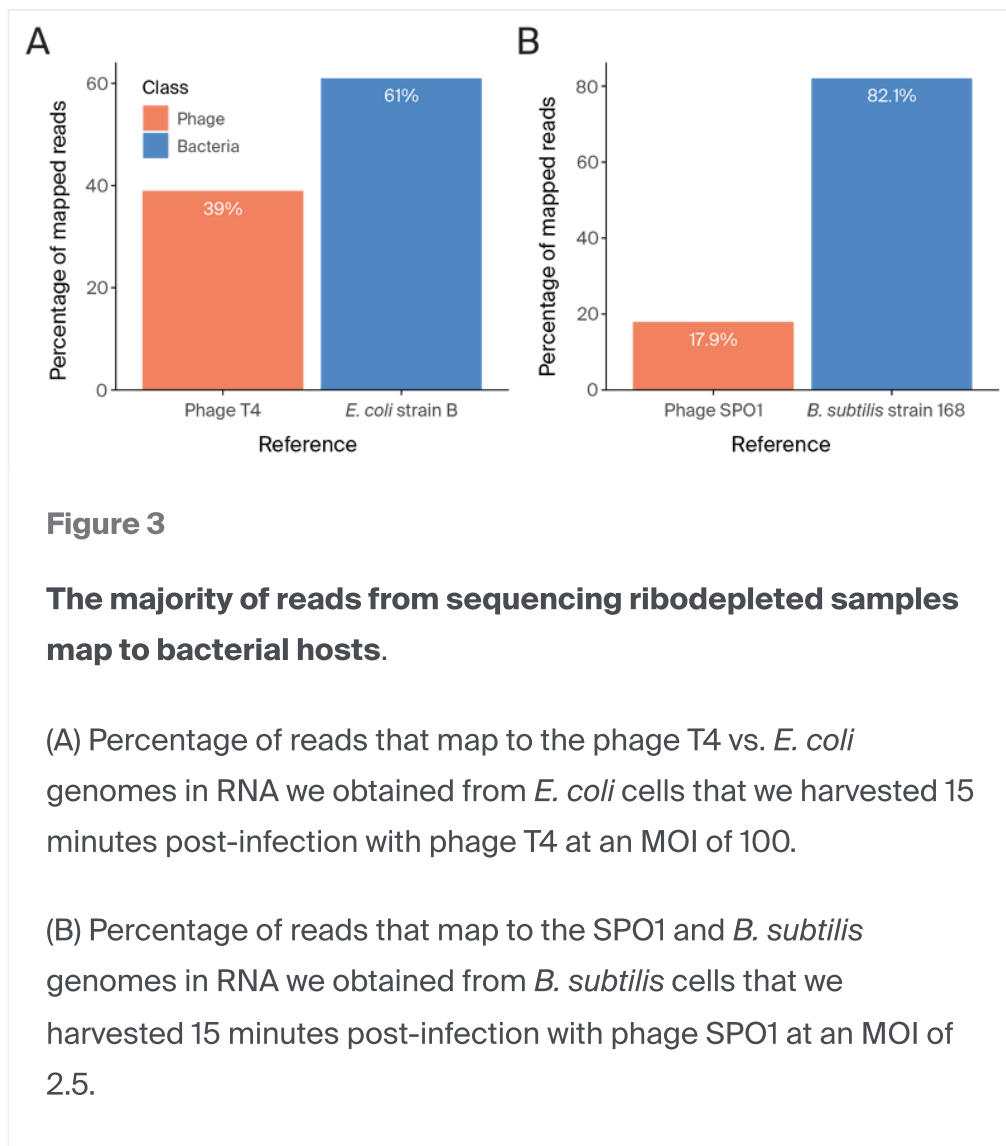 A
B
Percentage of mapped reads
60
40
20
0
Class
Phage
Bacteria
39%
61%
Phage T4
E. coli strain B
Reference
Percentage of mapped reads
80
60
40
20
0
17.9%
82.1%
Phage SPO1
B. subtilis strain 168
Reference
Figure 3
The majority of reads from sequencing ribodepleted samples
map to bacterial hosts.
(A) Percentage of reads that map to the phage T4 vs. E. coli
genomes in RNA we obtained from E. coli cells that we harvested 15
minutes post-infection with phage T4 at an MOI of 100.
(B) Percentage of reads that map to the SPO1 and B. subtilis
genomes in RNA we obtained from B. subtilis cells that we
harvested 15 minutes post-infection with phage SPO1 at an MOI of
2.5.